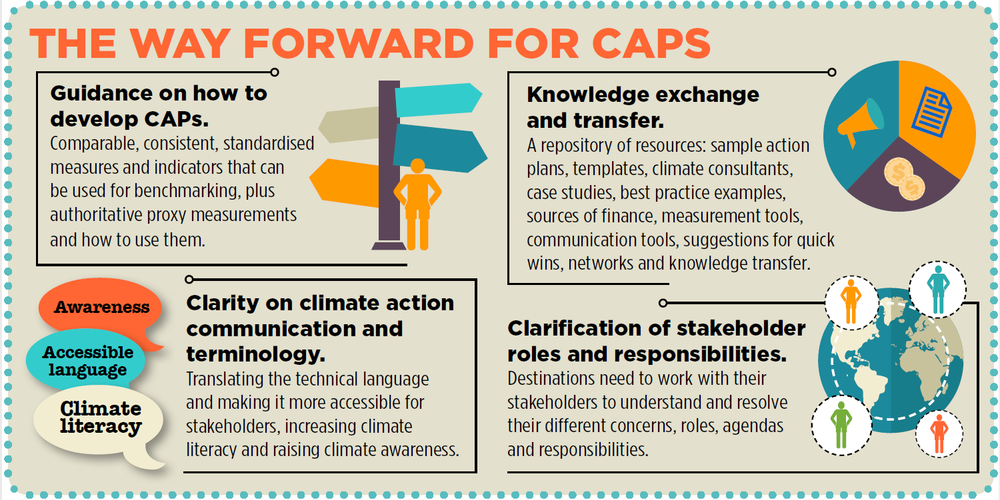 THE WAY FORWARD FOR CAPS
Guidance on how to
develop CAPs.
Comparable, consistent, standardised
measures and indicators that can
be used for benchmarking, plus
authoritative proxy measurements
and how to use them.
Knowledge exchange
and transfer.
A repository of resources: sample action
plans, templates, climate consultants,
case studies, best practice examples,
sources of finance, measurement tools,
communication tools, suggestions for quick
wins, networks and knowledge transfer.
$
$
Awareness
Accessible
language
Climate
literacy
Clarity on climate action
communication and
terminology.
Translating the technical language
and making it more accessible for
stakeholders, increasing climate
literacy and raising climate awareness.
Clarification of stakeholder
roles and responsibilities.
Destinations need to work with their
stakeholders to understand and resolve
their different concerns, roles, agendas
and responsibilities.